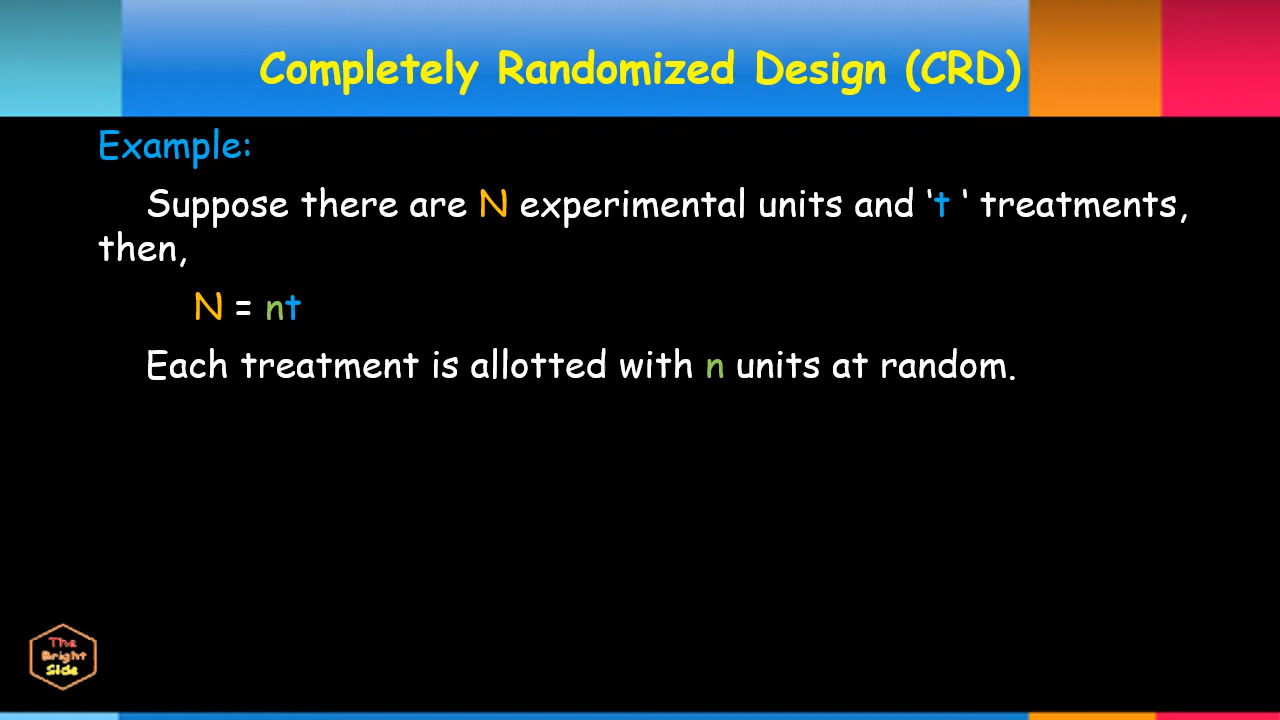 Completely Randomized Design (CRD)
Example:
Suppose there are N experimental units and ‘t ‘ treatments,
then,
N = nt
Each treatment is allotted with n units at random.
The
Bright
Side